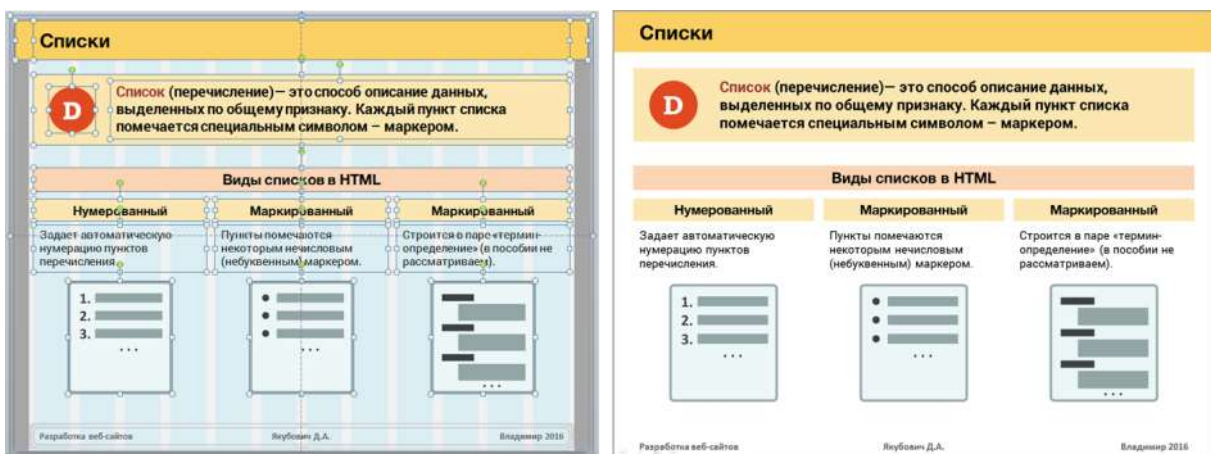 Списки
D
Список (перечисление)— это способ описание данных,
выделенных по общему признаку. Каждый пункт списка
помечается специальным символом – маркером.
Виды списков в HTML
Нумерованный
Маркированный
Маркированный
Задает автоматическую
нумерацию пунктов
перечисления.
Пункты помечаются
некоторым нечисловым
(небуквенным) маркером.
Строится в паре «термин-
определение» (в пособии не
рассматриваем).
1.
2.
3.
...
...
...
Разработка веб-сайтов
Якубович Д.А.
Владимир 2016
Списки
D
Список (перечисление)— это способ описание данных,
выделенных по общему признаку. Каждый пункт списка
помечается специальным символом – маркером.
Виды списков в HTML
Нумерованный
Маркированный
Маркированный
Задает автоматическую
нумерацию пунктов
перечисления.
Пункты помечаются
некоторым нечисловым
(небуквенным) маркером.
Строится в паре «термин-
определение» (в пособии не
рассматриваем).
1.
2.
3.
...
...
...
Разработка веб-сайтов
Якубович Д.А.
Владимир 2016